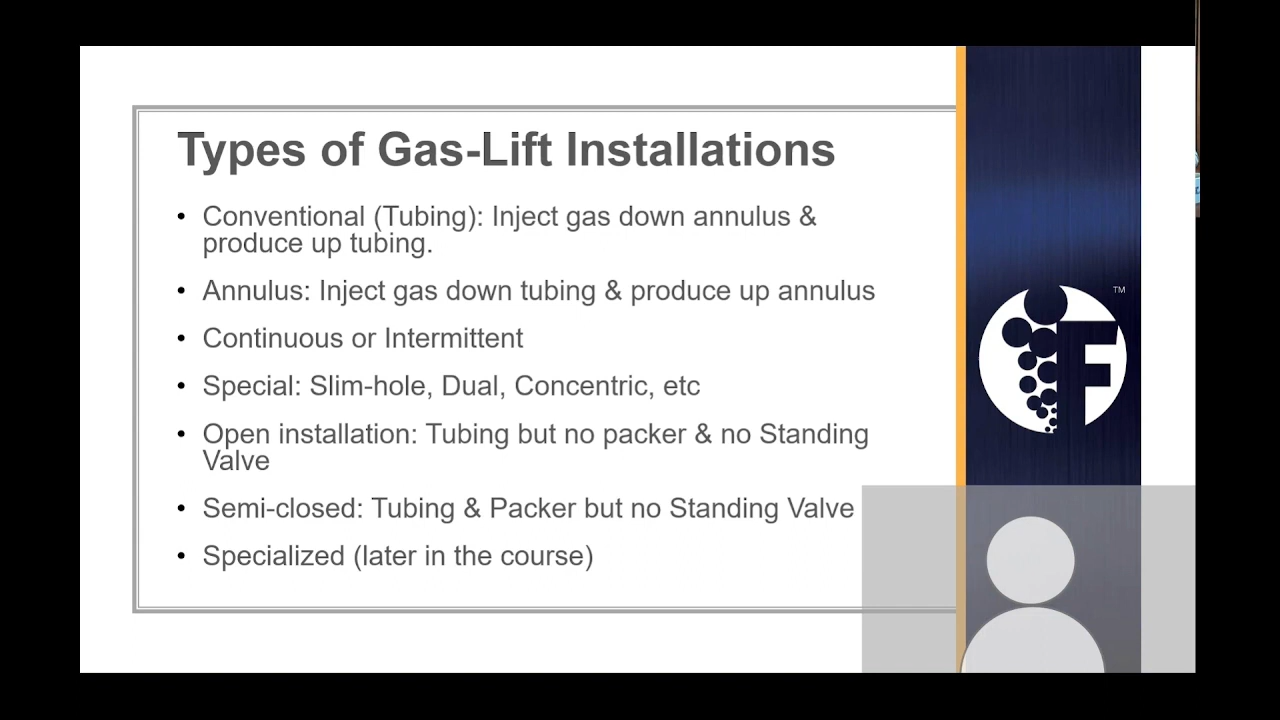 Types of Gas-Lift Installations
• Conventional (Tubing): Inject gas down annulus &
produce up tubing.
• Annulus: Inject gas down tubing & produce up annulus
• Continuous or Intermittent
• Special: Slim-hole, Dual, Concentric, etc
• Open installation: Tubing but no packer & no Standing
Valve
• Semi-closed: Tubing & Packer but no Standing Valve
• Specialized (later in the course)
TM
F